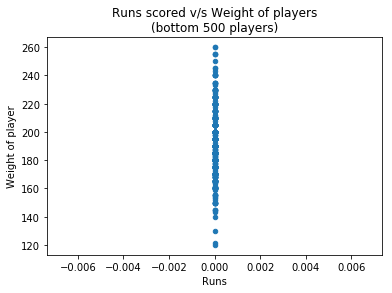 Runs scored v/s Weight of players
(bottom 500 players)
260
240
220
200
180
160
140
120
Weight of player
−0.006 −0.004 −0.002 0.000 0.002 0.004 0.006
Runs